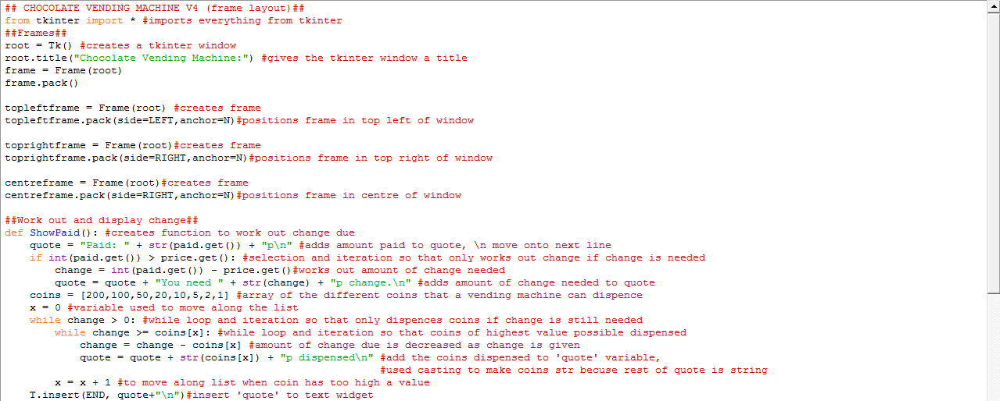 ## CHOCOLATE VENDING MACHINE V4 (frame layout)##
from tkinter import * #imports everything from tkinter
##Frames##
root = Tk() #creates a tkinter window
root.title("Chocolate Vending Machine:") #gives the tkinter window a title
frame = Frame(root)
frame.pack()

topleftframe = Frame(root) #creates frame
topleftframe.pack(side=LEFT,anchor=N)#positions frame in top left of window

toprightframe = Frame(root)#creates frame
toprightframe.pack(side=RIGHT,anchor=N)#positions frame in top right of window

centreframe = Frame(root)#creates frame
centreframe.pack(side=RIGHT,anchor=N)#positions frame in centre of window

##Work out and display change##
def ShowPaid(): #creates function to work out change due
    quote = "Paid: " + str(paid.get()) + "p\n" #adds amount paid to quote, \n move onto next line
    if int(paid.get()) > price.get(): #selection and iteration so that only works out change if change is needed
        change = int(paid.get()) - price.get()#works out amount of change needed
        quote = quote + "You need " + str(change) + "p change.\n" #adds amount of change needed to quote
    coins = [200,100,50,20,10,5,2,1] #array of the different coins that a vending machine can dispence
    x = 0 #variable used to move along the list
    while change > 0: #while loop and iteration so that only dispences coins if change is still needed
        while change >= coins[x]: #while loop and iteration so that coins of highest value possible dispensed
            change = change - coins[x] #amount of change due is decreased as change is given
            quote = quote + str(coins[x]) + "p dispensed\n" #add the coins dispensed to 'quote' variable,
                                                            #used casting to make coins str becuse rest of quote is string
        x = x + 1 #to move along list when coin has too high a value
    T.insert(END, quote+"\n")#insert 'quote' to text widget